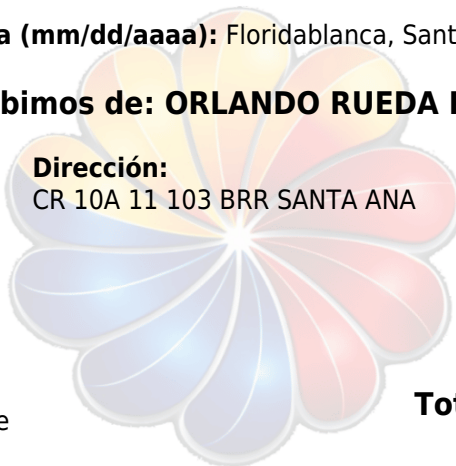 a (mm/dd/aaaa): Floridablanca, Sant
bimos de: ORLANDO RUEDA
Dirección:
CR 10A 11 103 BRR SANTA ANA
Tot
e